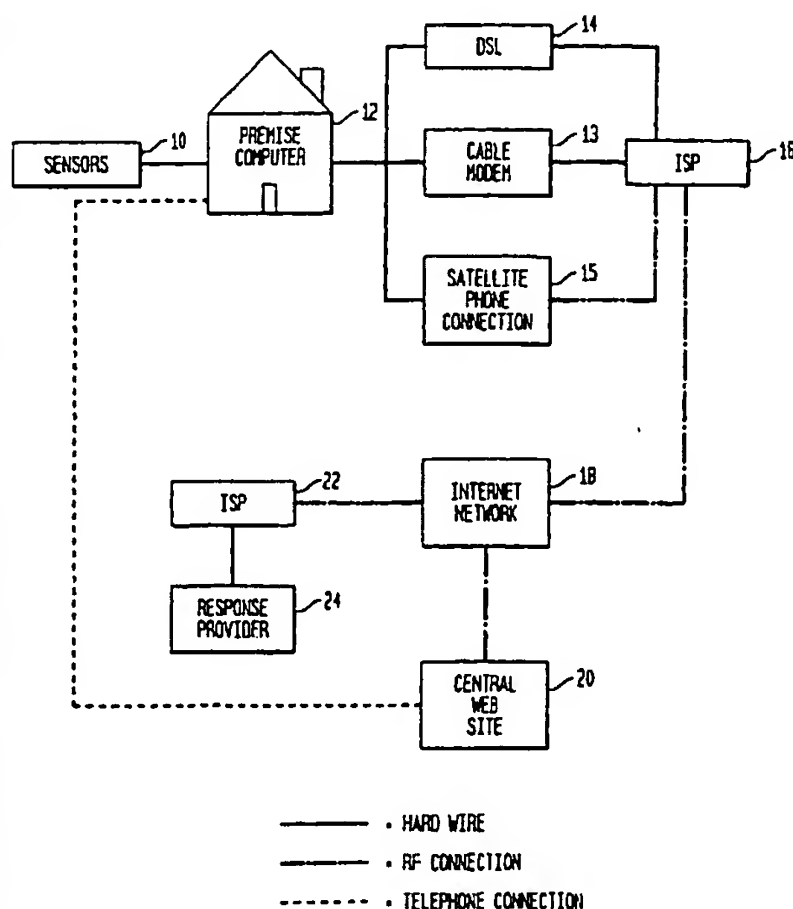 14
DSL
12
PREMISE
COMPUTER
10
SENSORS
13
CABLE
MODEM
16
ISP
15
SATELLITE
PHONE
CONNECTION
22
ISP
18
INTERNET
NETWORK
24
RESPONSE
PROVIDER
20
CENTRAL
WEB
SITE
• HARD WIRE
• RF CONNECTION
• TELEPHONE CONNECTION